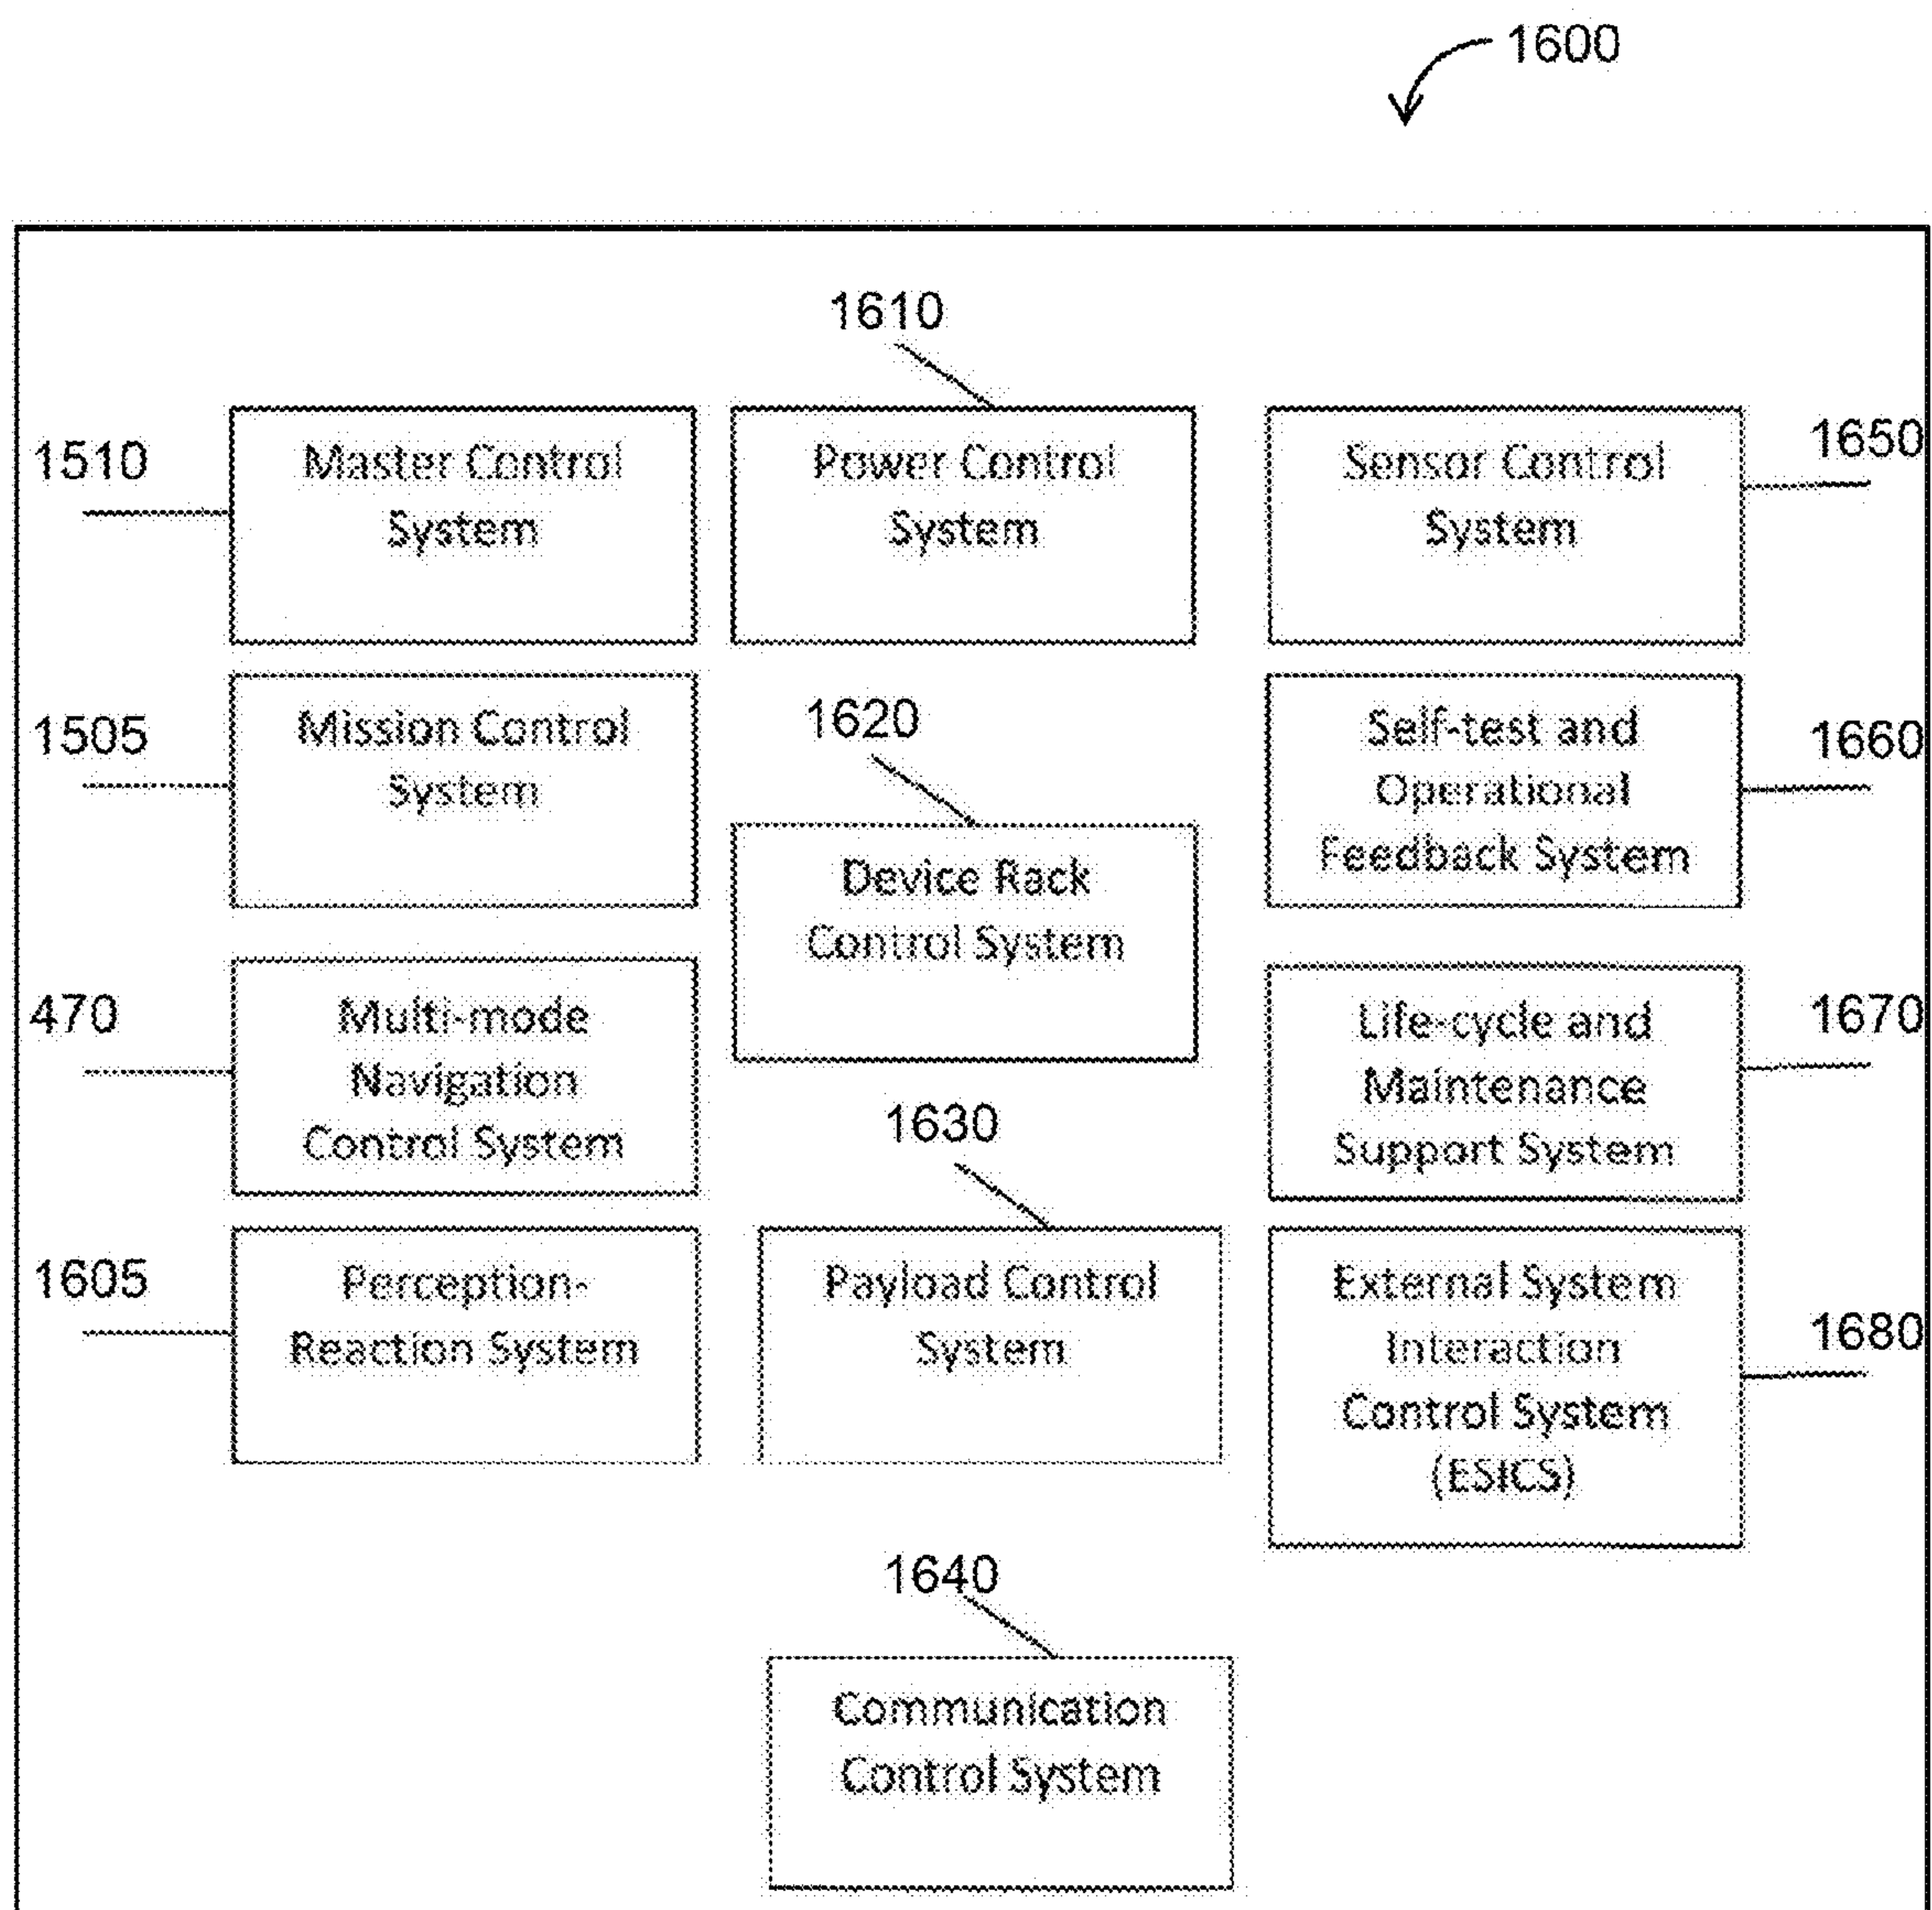 1600
1610
1510
Master Control
System
Power Control
System
Sensor Control
System
1650
1505
Mission Control
System
1620
Device Rack
Control System
Self-test and
Operational
Feedback System
1660
470
Multi-mode
Navigation
Control System
1630
Life-cycle and
Maintenance
Support System
1670
1605
Perception-
Reaction System
Payload Control
System
External System
Interaction
Control System
(ESICS)
1680
1640
Communication
Control System